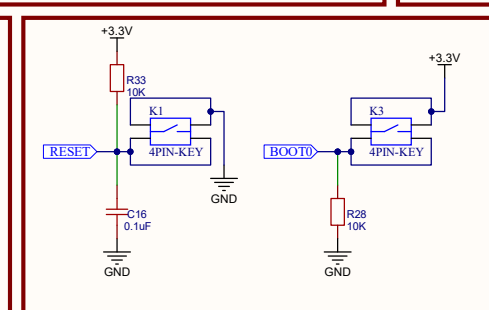 +3.3V
R33
10K
K1
RESET
4PIN-KEY
C16
0.1uF
GND
GND
+3.3V
K3
BOOT0
4PIN-KEY
R28
10K
GND